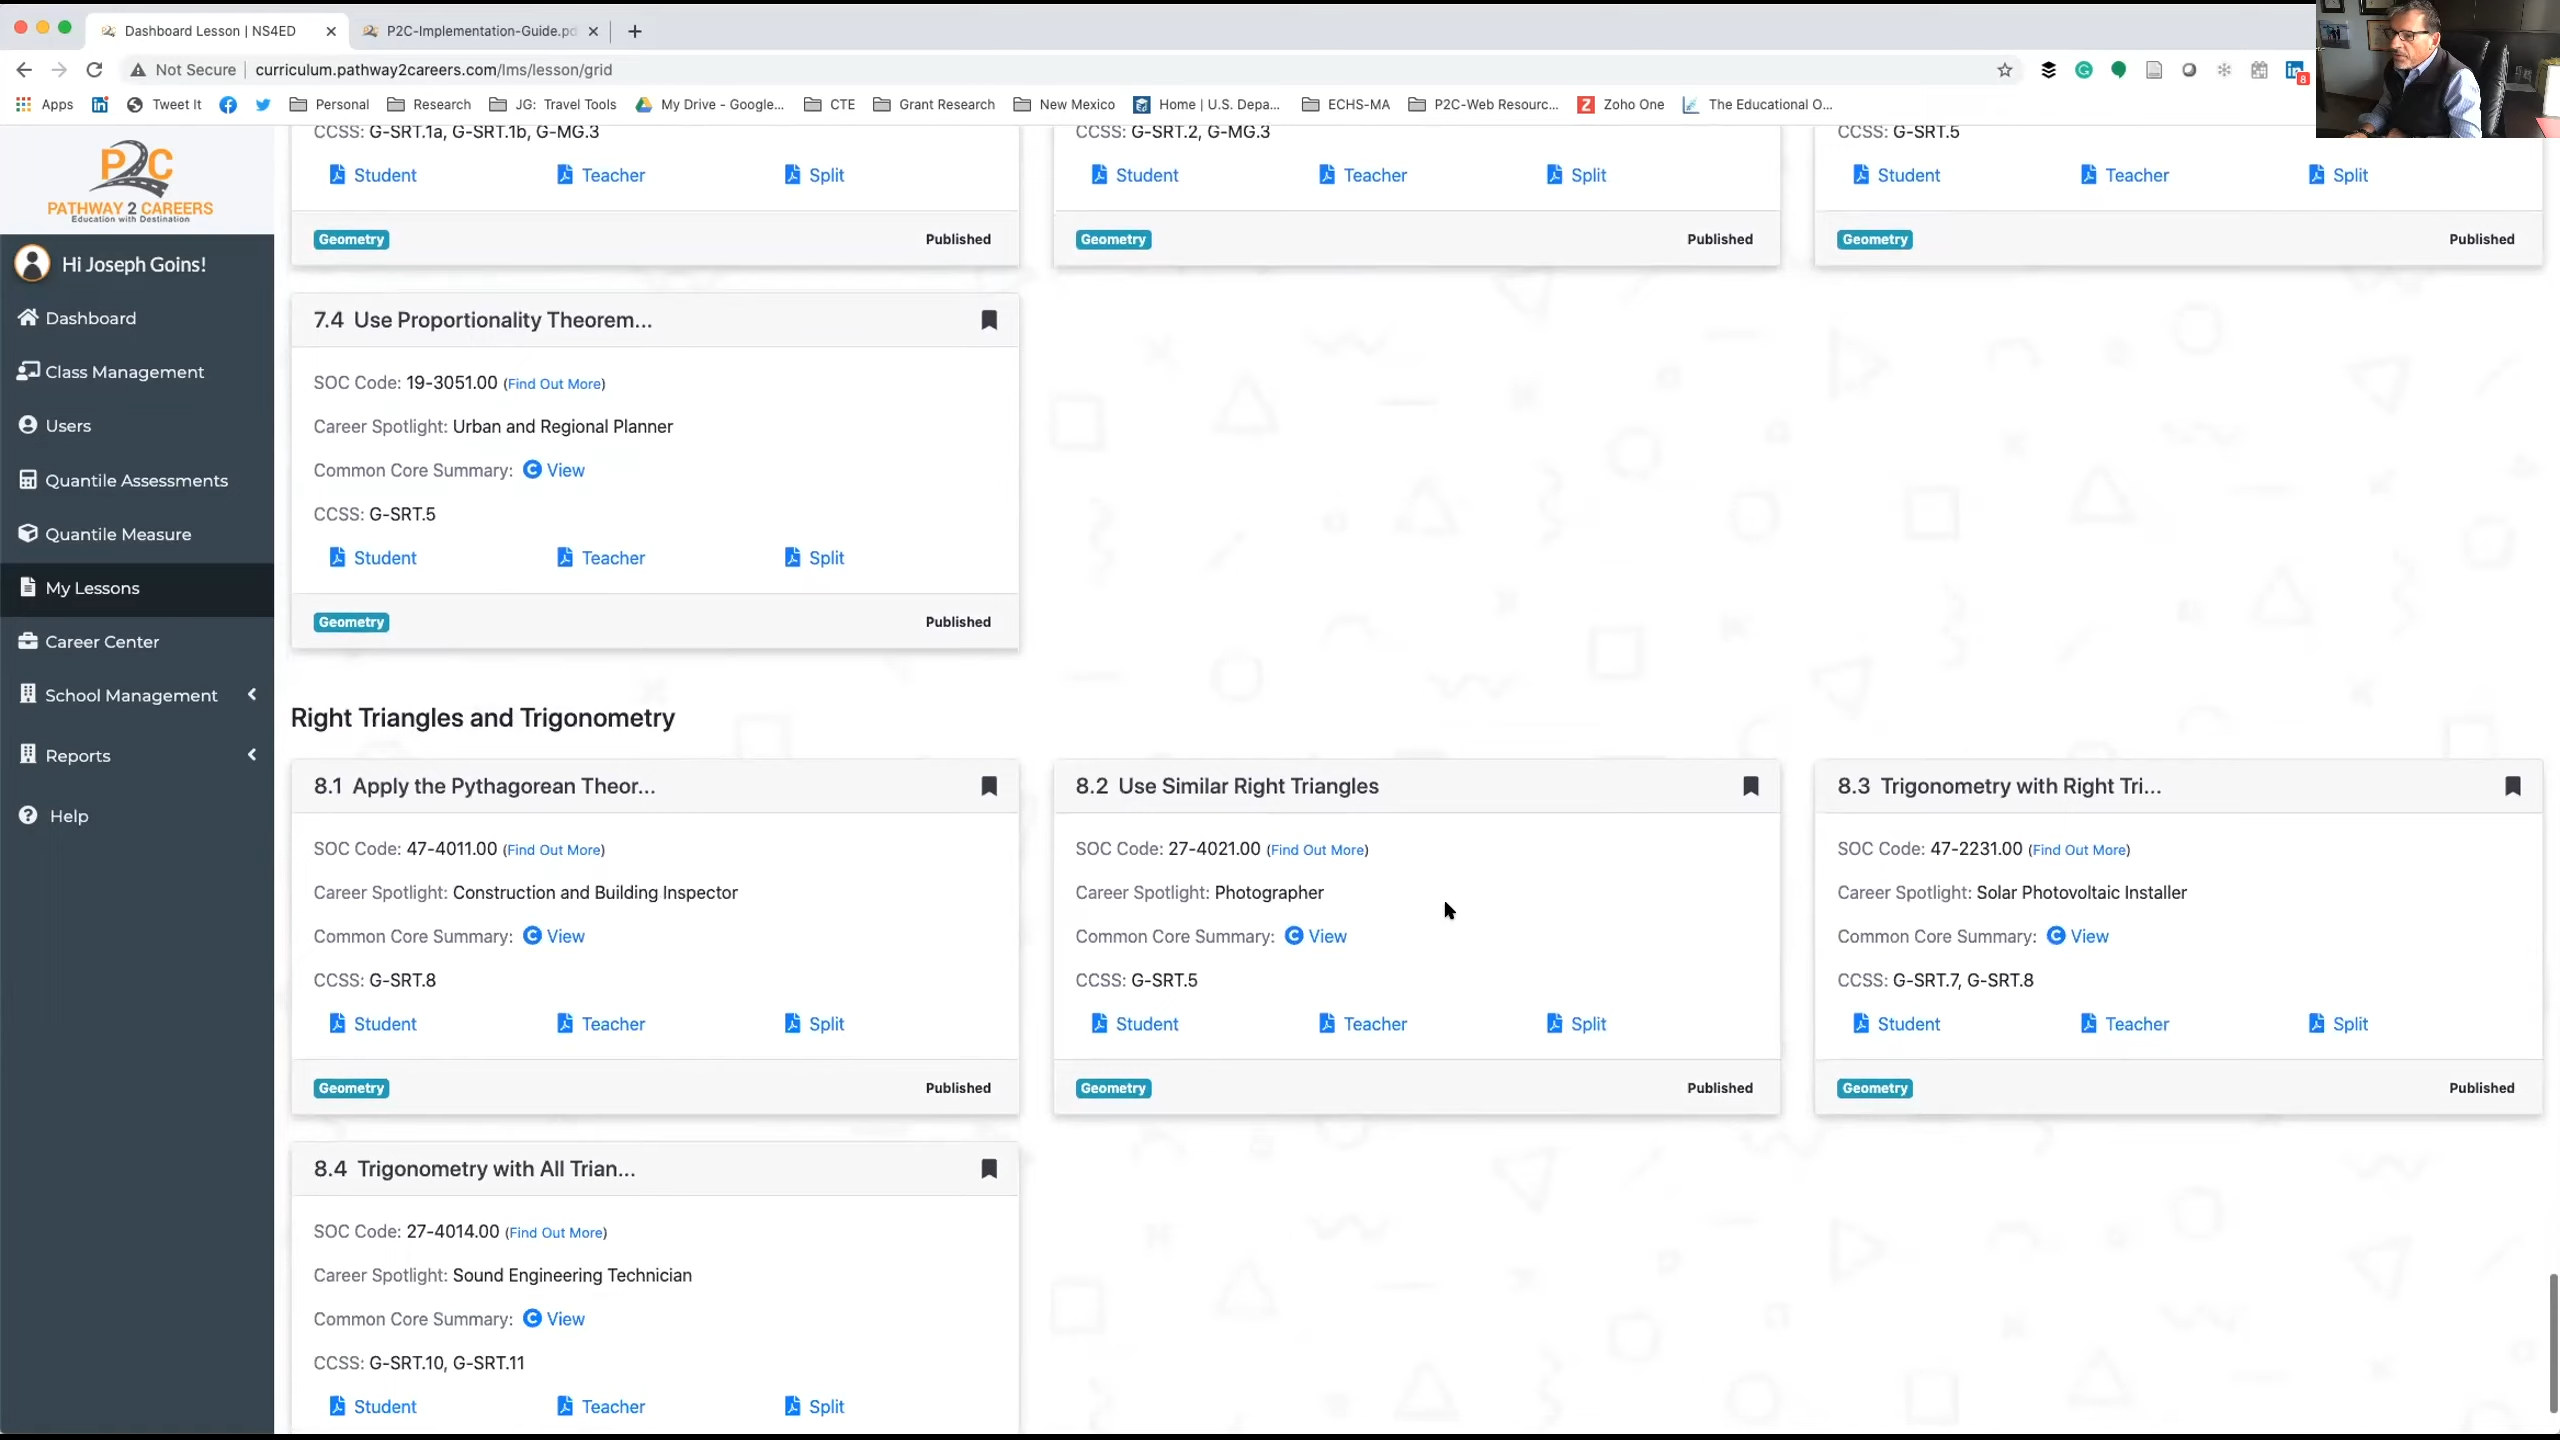 Dashboard Lesson | NS4ED
P2C-Implementation-Guide.pd
Not Secure
curriculum.pathway2careers.com/lms/lesson/grid
Apps
Tweet It
Personal
Research
JG: Travel Tools
My Drive - Google...
CTE
Grant Research
New Mexico
Home | U.S. Depa...
ECHS-MA
P2C-Web Resourc...
Zoho One
The Educational O...
8
P2C
PATHWAY 2 CAREERS
Education with Destination
Hi Joseph Goins!
Dashboard
Class Management
Users
Quantile Assessments
Quantile Measure
My Lessons
Career Center
School Management
Reports
Help
CCSS: G-SRT.1a, G-SRT.1b, G-MG.3
Student Teacher Split
Geometry Published
CCSS: G-SRT.2, G-MG.3
Student Teacher Split
Geometry Published
CCSS: G-SRT.5
Student Teacher Split
Geometry Published
7.4 Use Proportionality Theorem...
SOC Code: 19-3051.00 (Find Out More)
Career Spotlight: Urban and Regional Planner
Common Core Summary: C View
CCSS: G-SRT.5
Student Teacher Split
Geometry Published
Right Triangles and Trigonometry
8.1 Apply the Pythagorean Theor...
SOC Code: 47-4011.00 (Find Out More)
Career Spotlight: Construction and Building Inspector
Common Core Summary: C View
CCSS: G-SRT.8
Student Teacher Split
Geometry Published
8.2 Use Similar Right Triangles
SOC Code: 27-4021.00 (Find Out More)
Career Spotlight: Photographer
Common Core Summary: C View
CCSS: G-SRT.5
Student Teacher Split
Geometry Published
8.3 Trigonometry with Right Tri...
SOC Code: 47-2231.00 (Find Out More)
Career Spotlight: Solar Photovoltaic Installer
Common Core Summary: C View
CCSS: G-SRT.7, G-SRT.8
Student Teacher Split
Geometry Published
8.4 Trigonometry with All Trian...
SOC Code: 27-4014.00 (Find Out More)
Career Spotlight: Sound Engineering Technician
Common Core Summary: C View
CCSS: G-SRT.10, G-SRT.11
Student Teacher Split